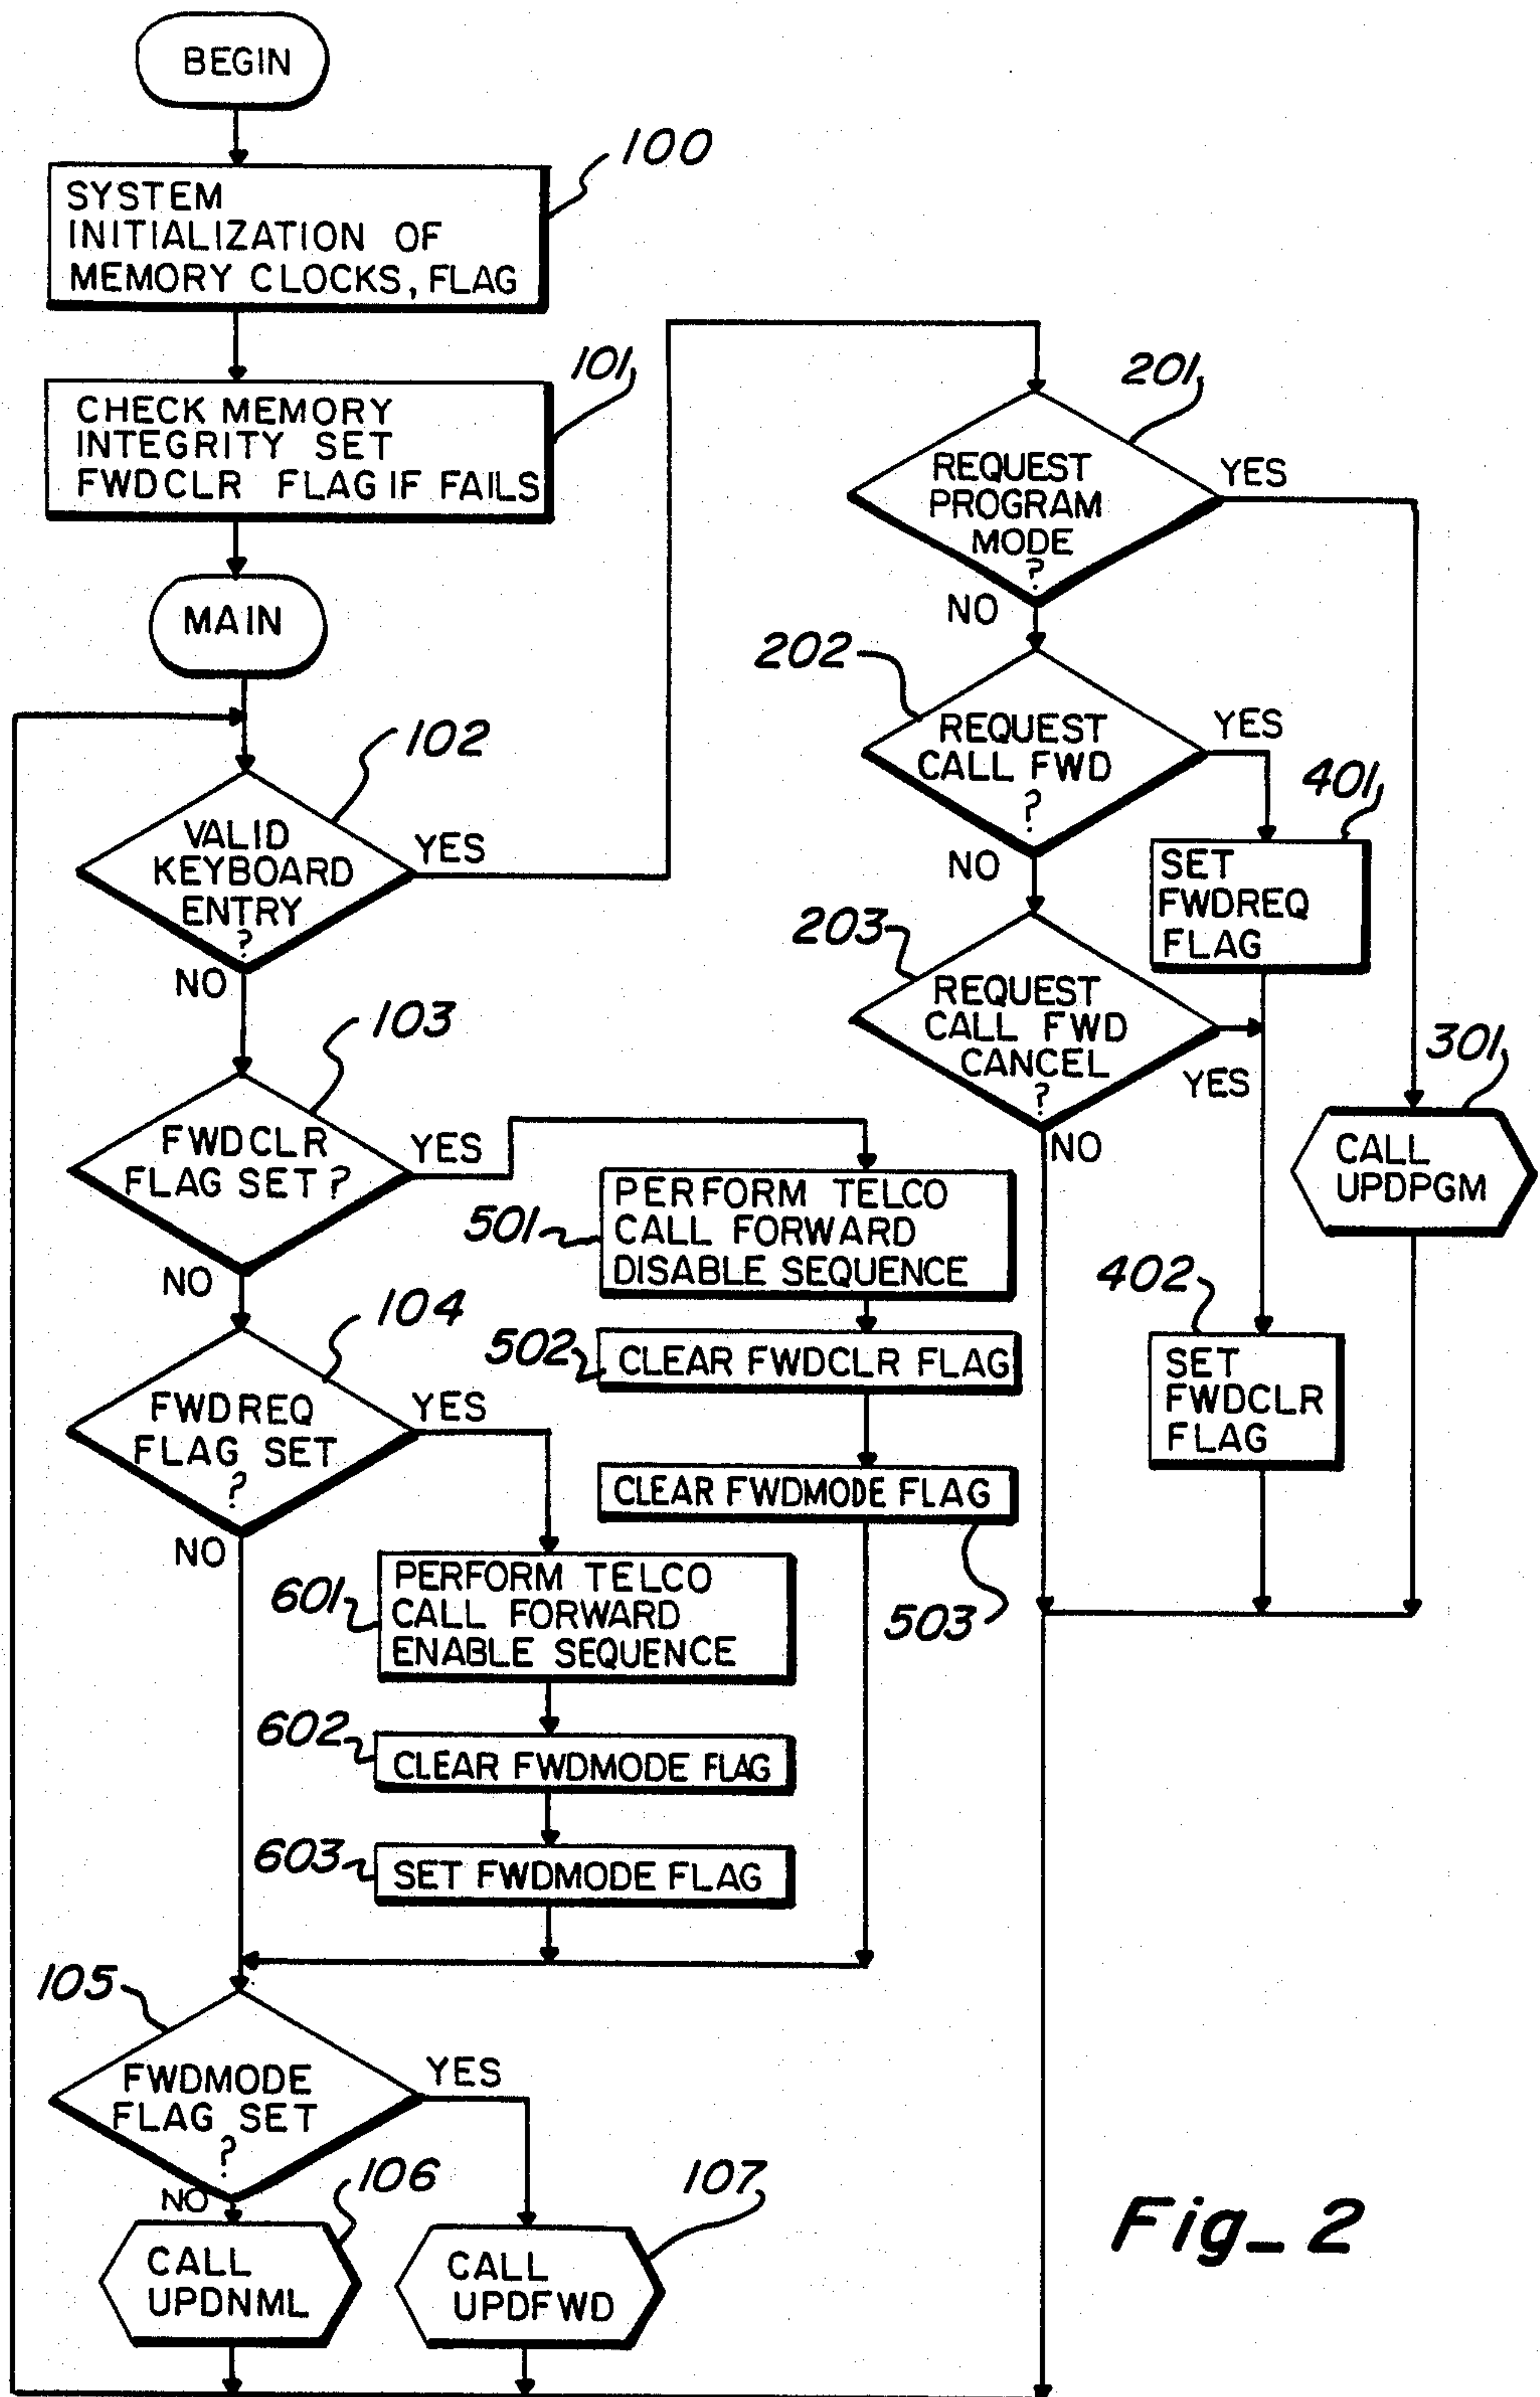 BEGIN
100
SYSTEM
INITIALIZATION OF
MEMORY CLOCKS, FLAG
101
CHECK MEMORY
INTEGRITY SET
FWDCLR FLAG IF FAILS
MAIN
102
VALID
KEYBOARD
ENTRY
?
YES
NO
103
FWDCLR
FLAG SET ?
YES
NO
104
FWDREQ
FLAG SET
?
YES
NO
501
PERFORM TELCO
CALL FORWARD
DISABLE SEQUENCE
502
CLEAR FWDCLR FLAG
CLEAR FWDMODE FLAG
503
601
PERFORM TELCO
CALL FORWARD
ENABLE SEQUENCE
602
CLEAR FWDMODE FLAG
603
SET FWDMODE FLAG
105
FWDMODE
FLAG SET
?
YES
NO
106
CALL
UPDNML
107
CALL
UPDFWD
201
REQUEST
PROGRAM
MODE
?
YES
NO
202
REQUEST
CALL FWD
?
YES
NO
401
SET
FWDREQ
FLAG
203
REQUEST
CALL FWD
CANCEL
?
YES
NO
301
CALL
UPDPGM
402
SET
FWDCLR
FLAG
Fig_2